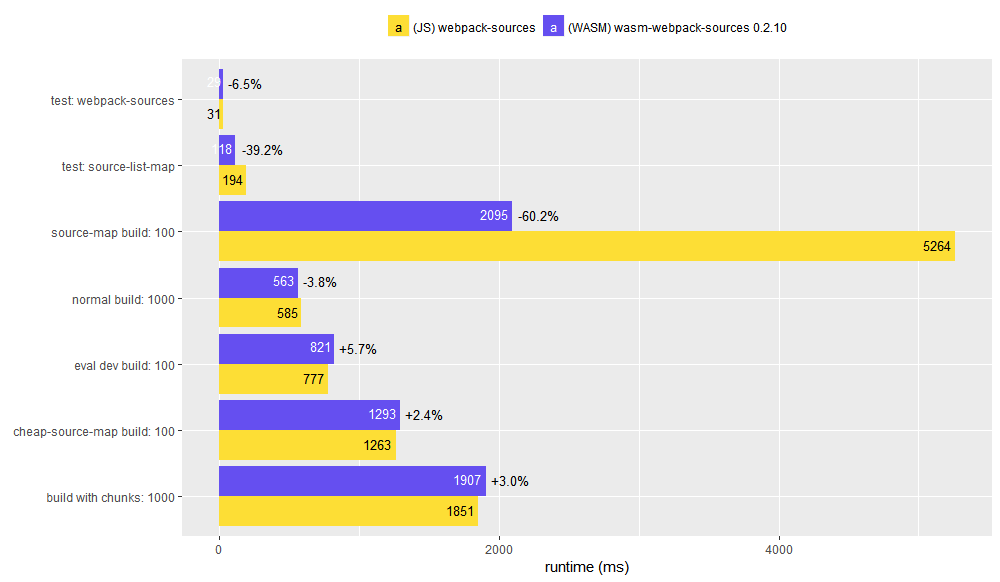 a (JS) webpack-sources a (WASM) wasm-webpack-sources 0.2.10
test: webpack-sources 29 -6.5%
31
test: source-list-map 118 -39.2%
194
source-map build: 100 2095 -60.2%
5264
normal build: 1000 563 -3.8%
585
eval dev build: 100 821 +5.7%
777
cheap-source-map build: 100 1293 +2.4%
1263
build with chunks: 1000 1907 +3.0%
1851
0 2000 4000
runtime (ms)